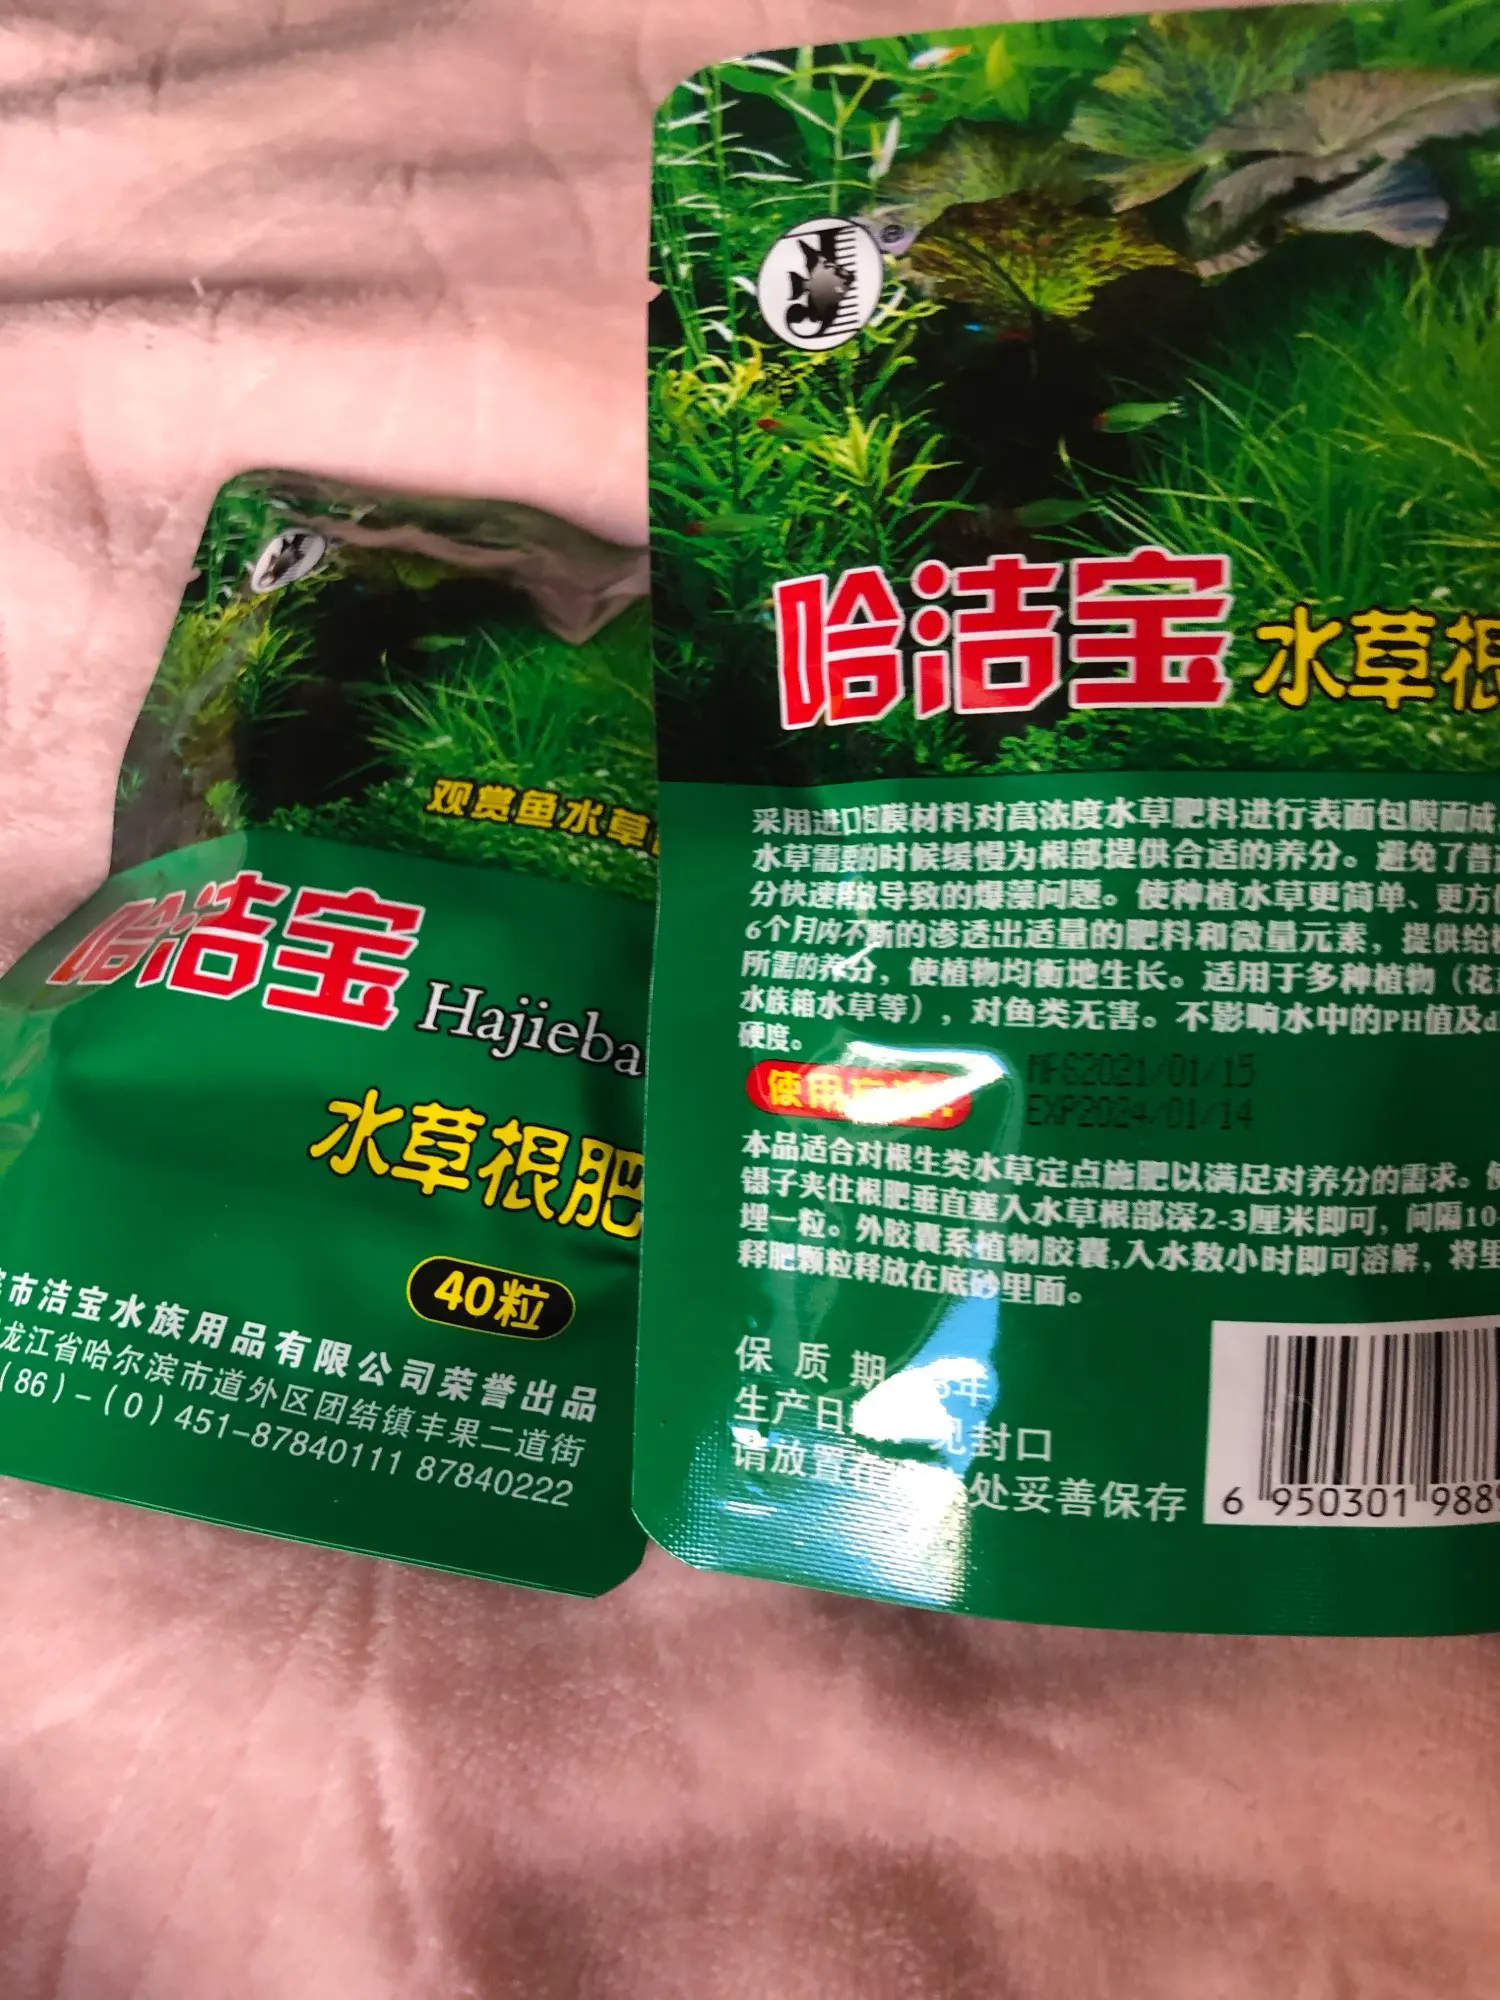 观赏鱼水草
哈洁宝 Hajieba
水草根肥
40粒
市洁宝水族用品有限公司荣誉出品
龙江省哈尔滨市道外区团结镇丰果二道街
(86)-(0)451-87840111 87840222
哈洁宝 水草根
采用进口包膜材料对高浓度水草肥料进行表面包膜而成
水草需要的时候缓慢为根部提供合适的养分。避免了普
分快速释放导致的爆藻问题。使种植水草更简单、更方
6个月内不断的渗透出适量的肥料和微量元素，提供给
所需的养分，使植物均衡地生长。适用于多种植物（花
水族箱水草等），对鱼类无害。不影响水中的PH值及d
硬度。
MFG2021/01/15
EXP2024/01/14
使用
本品适合对根生类水草定点施肥以满足对养分的需求。使
镊子夹住根肥垂直塞入水草根部深2-3厘米即可，间隔10
埋一粒。外胶囊系植物胶囊,入水数小时即可溶解，将里
释肥颗粒释放在底砂里面。
保质期 年
生产日 见封口
请放置 处妥善保存
6 950301 988